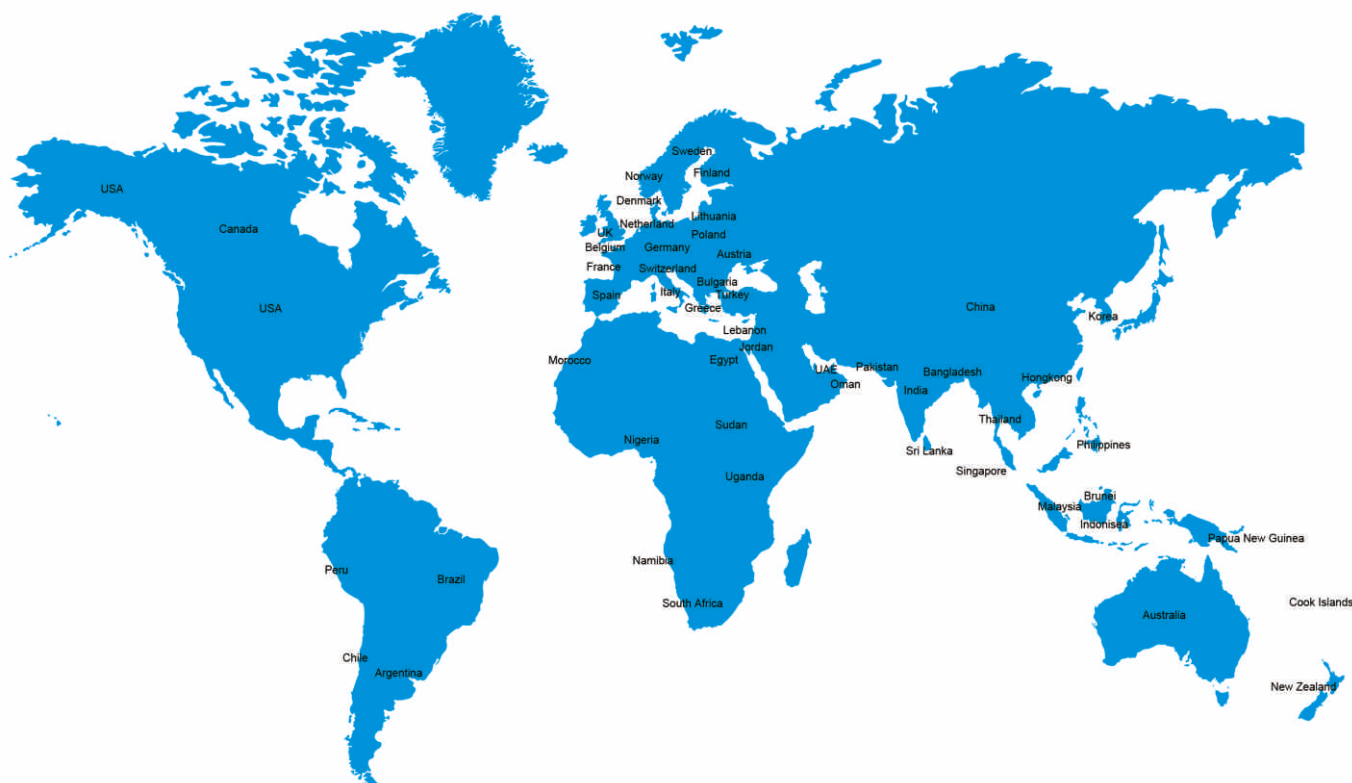 Sweden
Norway
Finland
USA
Denmark
Lithuania
Netherland
Canada
UK
Poland
Belgium
Germany
Austria
France
Switzerland
Bulgaria
Spain
Italy
Turkey
USA
Greece
China
Korea
Lebanon
Jordan
Morocco
Egypt
UAE
Pakistan
Bangladesh
Hongkong
Oman
India
Thailand
Sudan
Nigeria
Sri Lanka
Philippines
Singapore
Uganda
Brunei
Malaysia
Indonisea
Papua New Guinea
Namibia
Peru
Brazil
South Africa
Cook Islands
Australia
Chile
Argentina
New Zealand